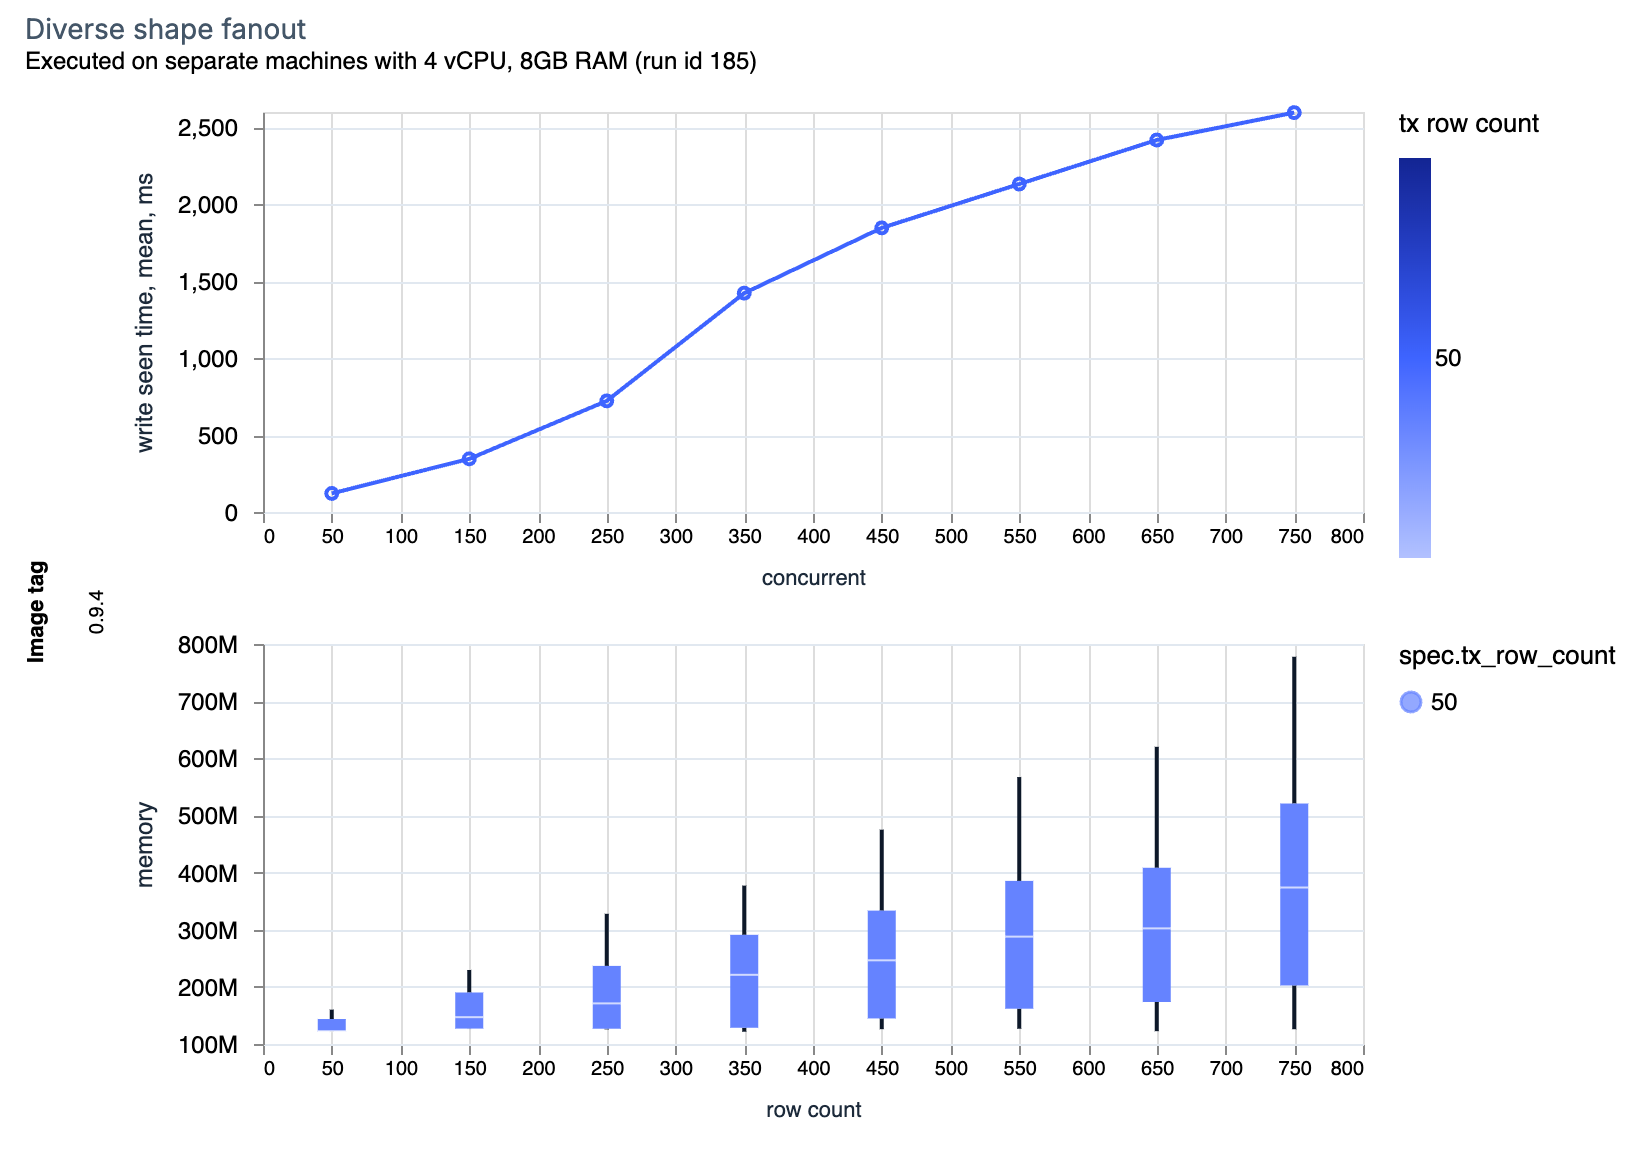 Diverse shape fanout
Executed on separate machines with 4 vCPU, 8GB RAM (run id 185)
Image tag
0.9.4
write seen time, mean, ms
2,500
2,000
1,500
1,000
500
0
0 50 100 150 200 250 300 350 400 450 500 550 600 650 700 750 800
concurrent
tx row count
50
memory
800M
700M
600M
500M
400M
300M
200M
100M
0 50 100 150 200 250 300 350 400 450 500 550 600 650 700 750 800
row count
spec.tx_row_count
50